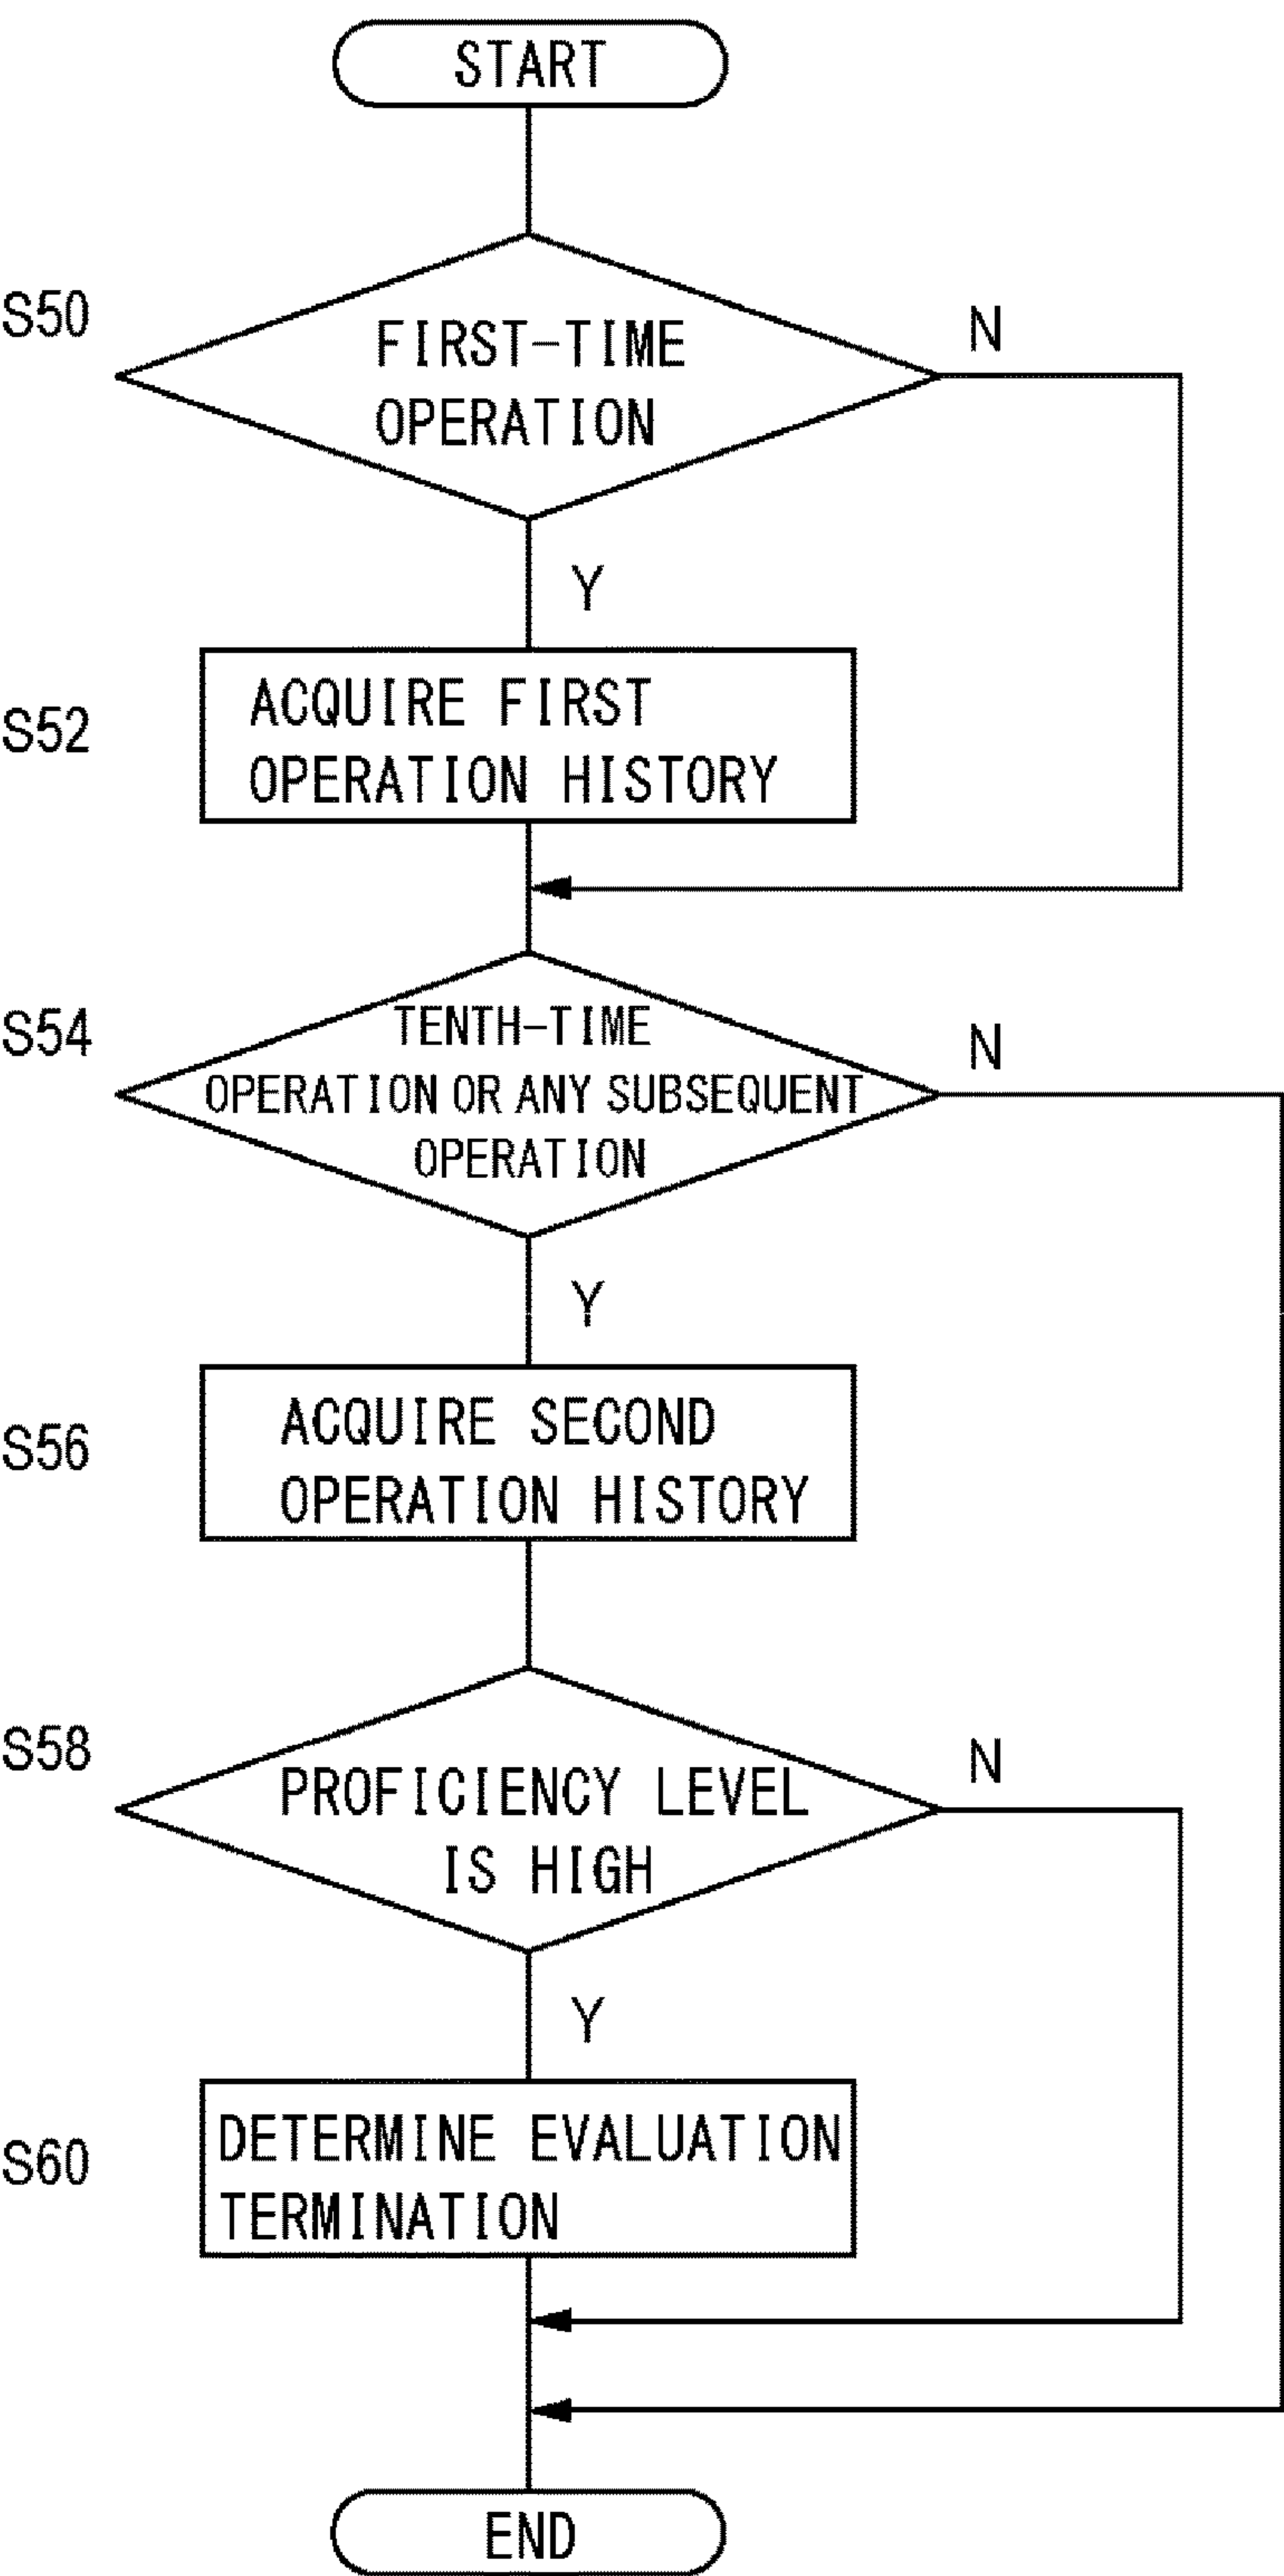 START
S50
FIRST-TIME
OPERATION
N
Y
S52
ACQUIRE FIRST
OPERATION HISTORY
S54
TENTH-TIME
OPERATION OR ANY SUBSEQUENT
OPERATION
N
Y
S56
ACQUIRE SECOND
OPERATION HISTORY
S58
PROFICIENCY LEVEL
IS HIGH
N
Y
S60
DETERMINE EVALUATION
TERMINATION
END